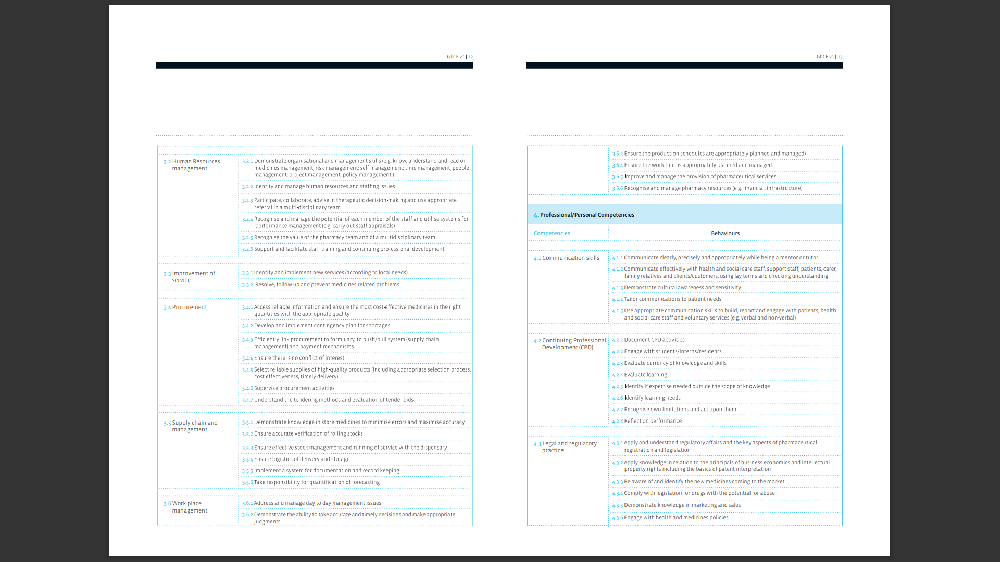 GbCF v1 | 12
3.2 Human Resources
management
3.2.1 Demonstrate organisational and management skills (e.g. know, understand and lead on
medicines management; risk management; self management; time management; people
management; project management; policy management.)
3.2.2 Identity and manage human resources and staffing issues
3.2.3 Participate, collaborate, advise in therapeutic decision-making and use appropriate
referral in a multi-disciplinary team
3.2.4 Recognise and manage the potential of each member of the staff and utilise systems for
performance management (e.g. carry out staff appraisals)
3.2.5 Recognise the value of the pharmacy team and of a multidisciplinary team
3.2.6 Support and facilitate staff training and continuing professional development
3.3 Improvement of
service
3.3.1 Identify and implement new services (according to local needs)
3.3.2 Resolve, follow up and prevent medicines related problems
3.4 Procurement
3.4.1 Access reliable information and ensure the most cost-effective medicines in the right
quantities with the appropriate quality
3.4.2 Develop and implement contingency plan for shortages
3.4.3 Efficiently link procurement to formulary, to push/pull system (supply chain
management) and payment mechanisms
3.4.4 Ensure there is no conflict of interest
3.4.5 Select reliable supplies of high-quality products (including appropriate selection process,
cost effectiveness, timely delivery)
3.4.6 Supervise procurement activities
3.4.7 Understand the tendering methods and evaluation of tender bids
3.5 Supply chain and
management
3.5.1 Demonstrate knowledge in store medicines to minimise errors and maximise accuracy
3.5.2 Ensure accurate verification of rolling stocks
3.5.3 Ensure effective stock management and running of service with the dispensary
3.5.4 Ensure logistics of delivery and storage
3.5.5 Implement a system for documentation and record keeping
3.5.6 Take responsibility for quantification of forecasting
3.6 Work place
management
3.6.1 Address and manage day to day management issues
3.6.2 Demonstrate the ability to take accurate and timely decisions and make appropriate
judgments
GbCF v1 | 13
3.6.3 Ensure the production schedules are appropriately planned and managed)
3.6.4 Ensure the work time is appropriately planned and managed
3.6.5 Improve and manage the provision of pharmaceutical services
3.6.6 Recognise and manage pharmacy resources (e.g. financial, infrastructure)
4. Professional/Personal Competencies
Competencies
Behaviours
4.1 Communication skills
4.1.1 Communicate clearly, precisely and appropriately while being a mentor or tutor
4.1.2 Communicate effectively with health and social care staff, support staff, patients, carer,
family relatives and clients/customers, using lay terms and checking understanding
4.1.3 Demonstrate cultural awareness and sensitivity
4.1.4 Tailor communications to patient needs
4.1.5 Use appropriate communication skills to build, report and engage with patients, health
and social care staff and voluntary services (e.g. verbal and non-verbal)
4.2 Continuing Professional
Development (CPD)
4.2.1 Document CPD activities
4.2.2 Engage with students/interns/residents
4.2.3 Evaluate currency of knowledge and skills
4.2.4 Evaluate learning
4.2.5 Identify if expertise needed outside the scope of knowledge
4.2.6 Identify learning needs
4.2.7 Recognise own limitations and act upon them
4.2.8 Reflect on performance
4.3 Legal and regulatory
practice
4.3.1 Apply and understand regulatory affairs and the key aspects of pharmaceutical
registration and legislation
4.3.2 Apply knowledge in relation to the principals of business economics and intellectual
property rights including the basics of patent interpretation
4.3.3 Be aware of and identify the new medicines coming to the market
4.3.4 Comply with legislation for drugs with the potential for abuse
4.3.5 Demonstrate knowledge in marketing and sales
4.3.6 Engage with health and medicines policies